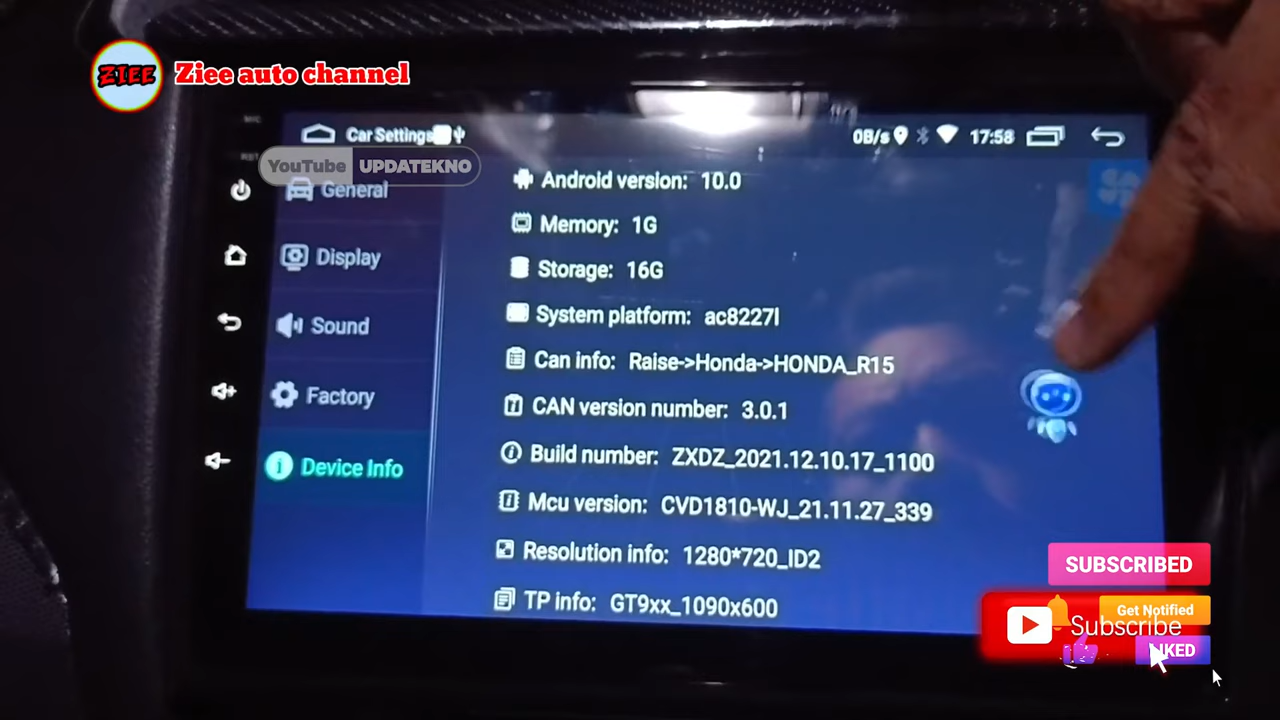 ZIEE
Ziee auto channel
Car Settings
0B/s
17:58
YouTube UPDATEKNO
General
Display
Sound
Factory
Device Info
Android version: 10.0
Memory: 1G
Storage: 16G
System platform: ac8227l
Can info: Raise->Honda->HONDA_R15
CAN version number: 3.0.1
Build number: ZXDZ_2021.12.10.17_1100
Mcu version: CVD1810-WJ_21.11.27_339
Resolution info: 1280*720_ID2
TP info: GT9xx_1090x600
SUBSCRIBED
Get Notified
Subscribe
LIKED